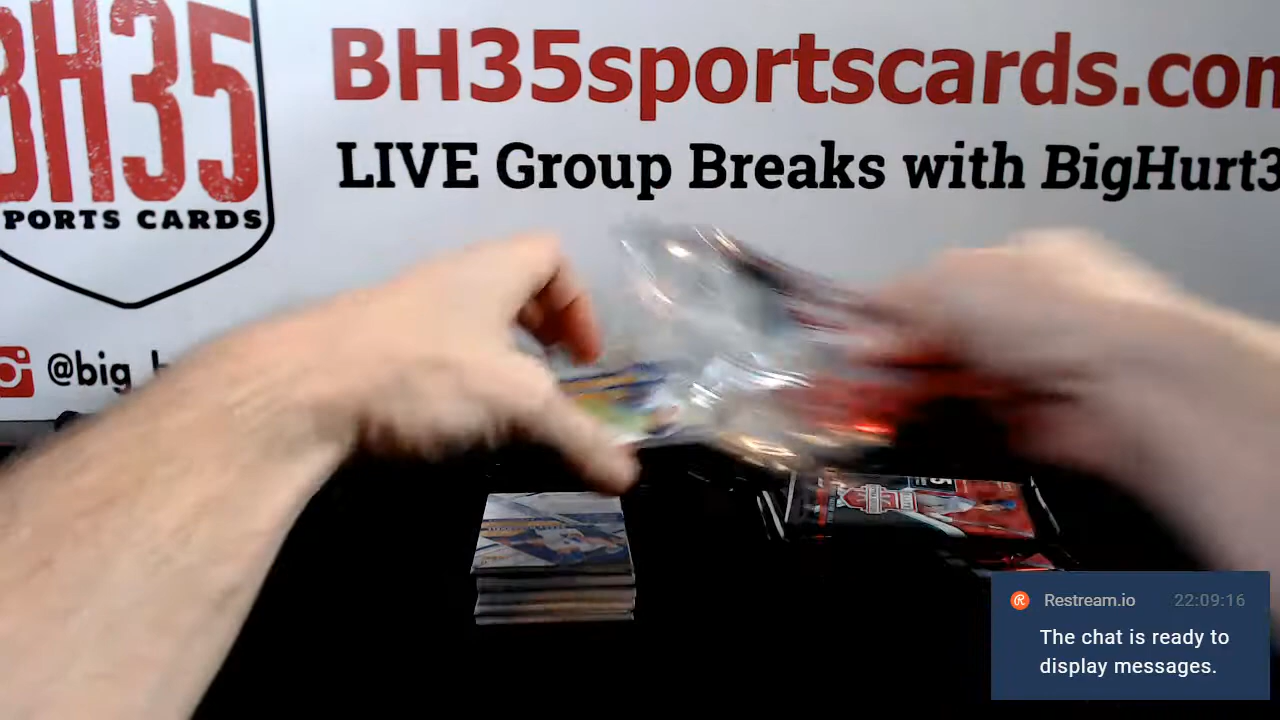 BH35
PORTS CARDS
BH35sportscards.con
LIVE Group Breaks with BigHurt3
@big_h
Restream.io 22:09:16
The chat is ready to
display messages.